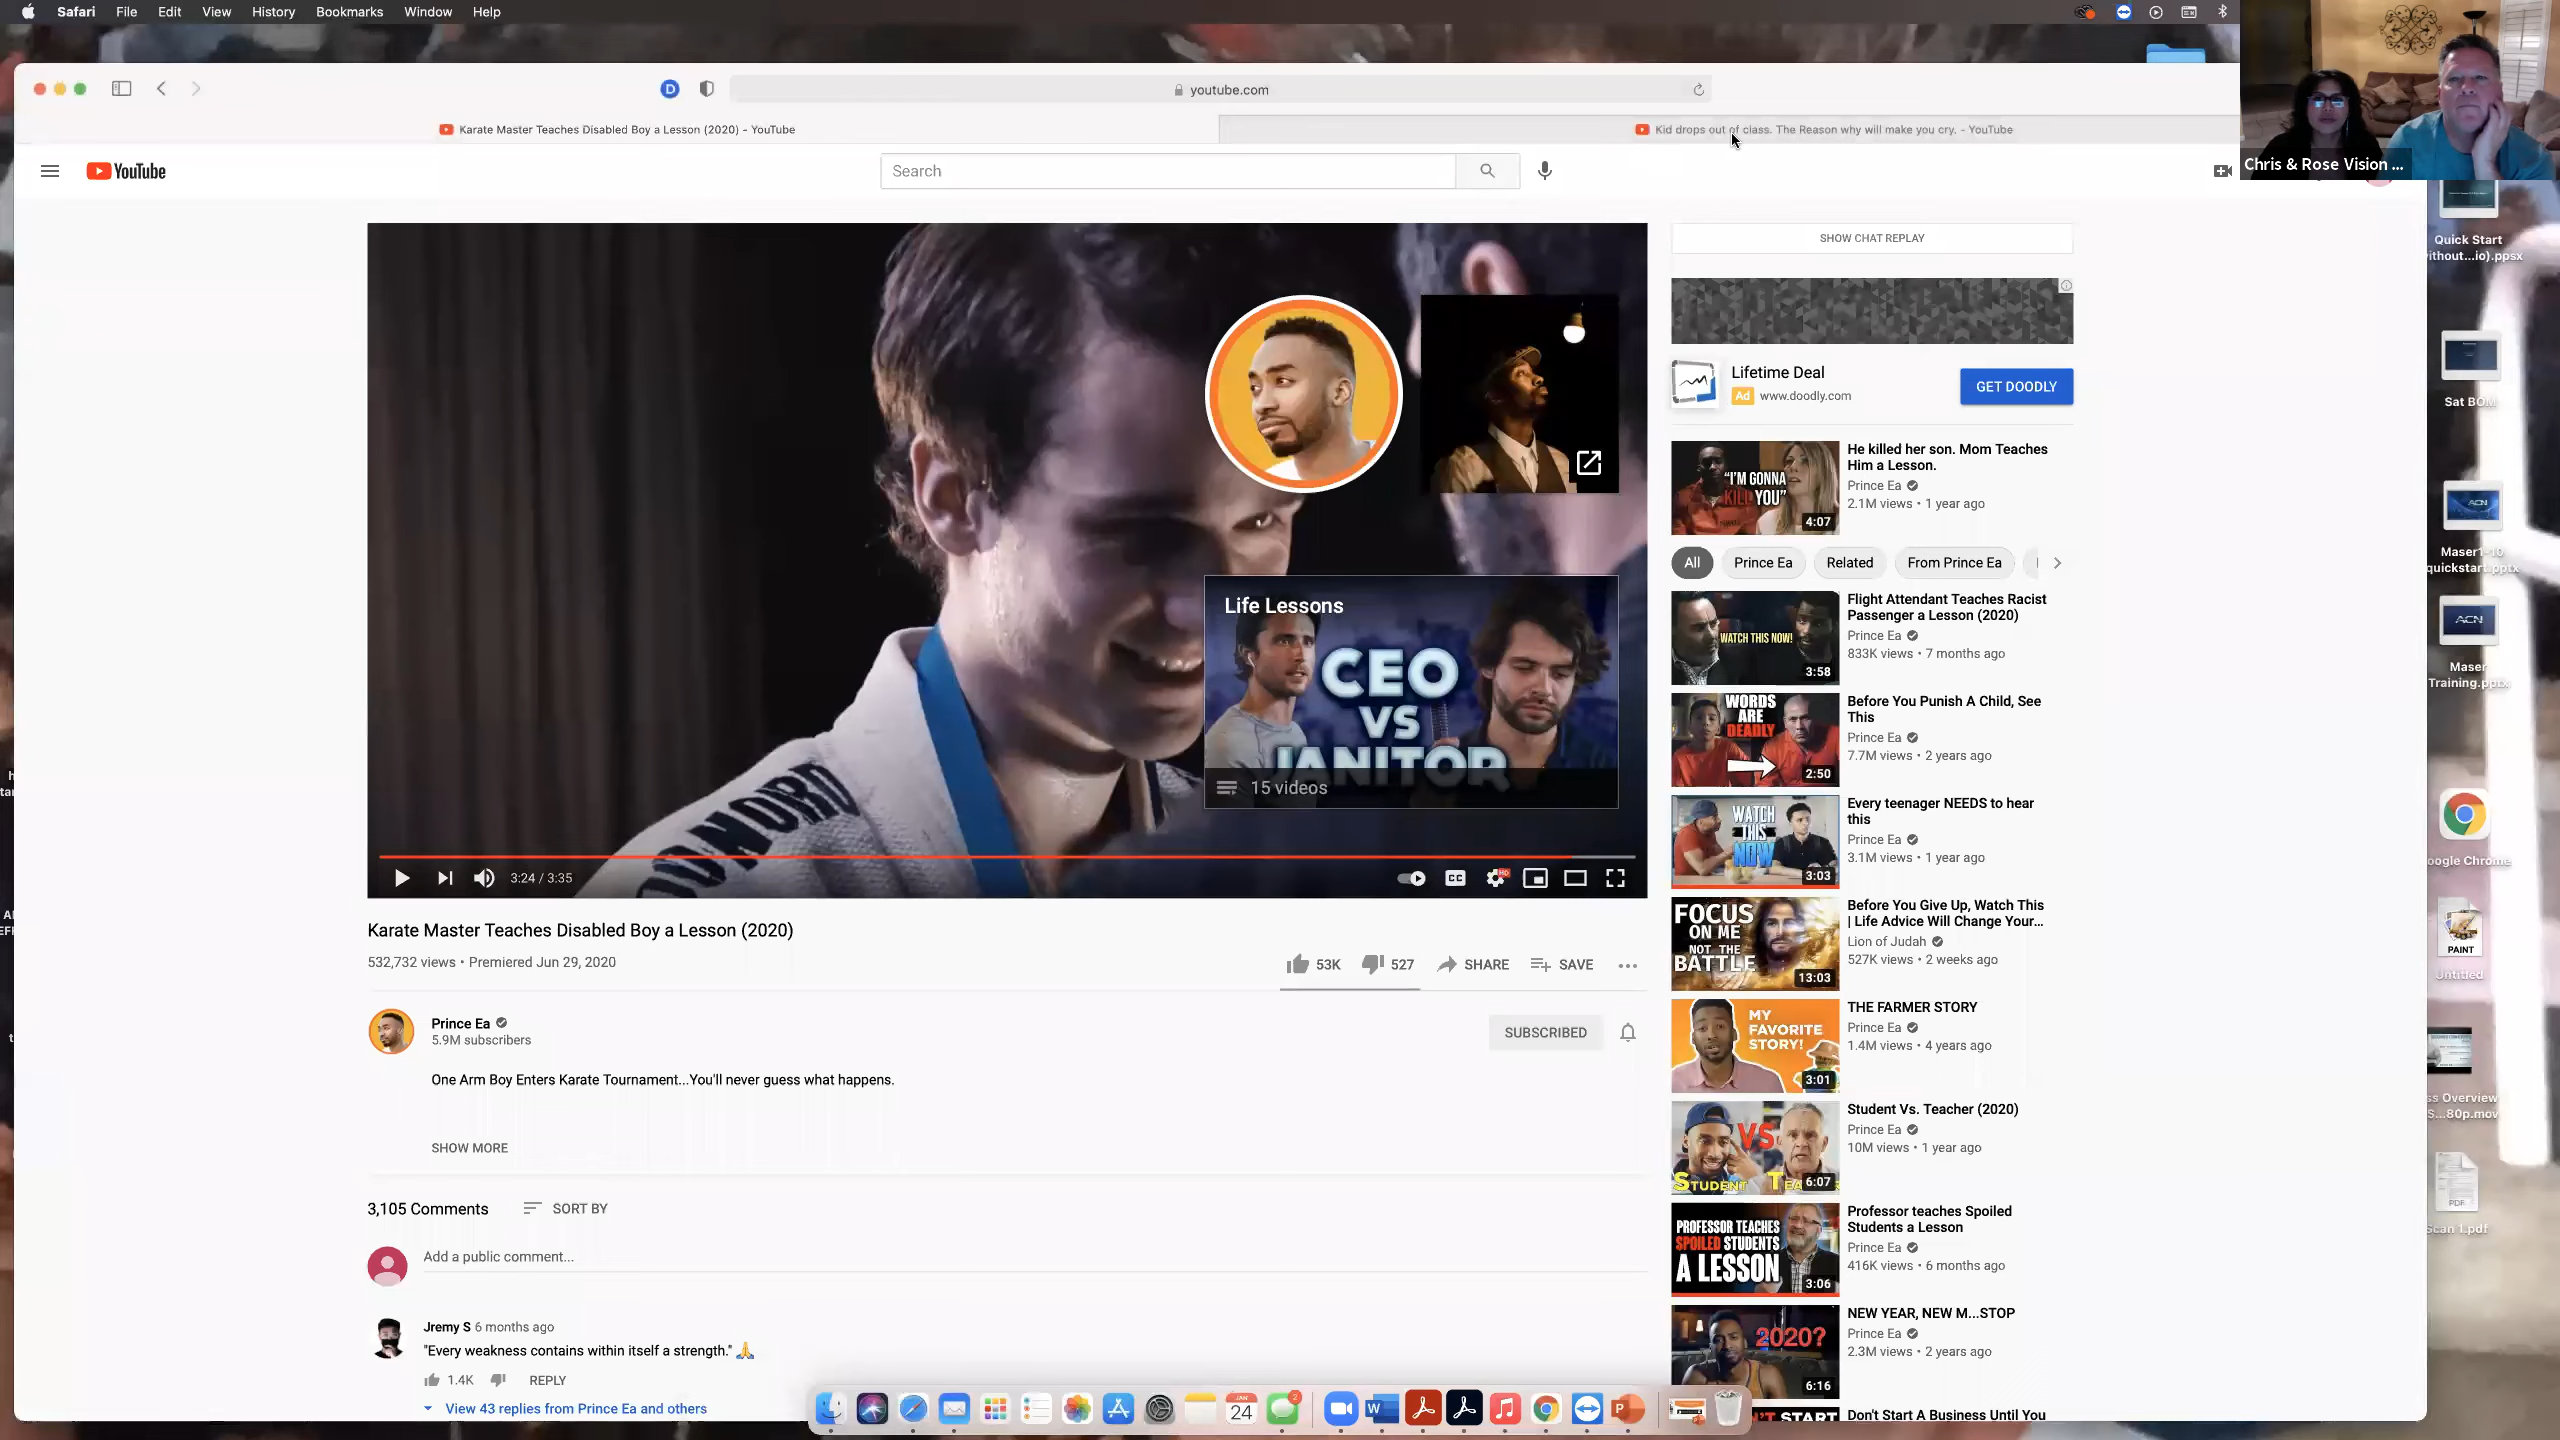 Safari File Edit View History Bookmarks Window Help
youtube.com
Karate Master Teaches Disabled Boy a Lesson (2020) - YouTube
Kid drops out of class. The Reason why will make you cry. - YouTube
Chris & Rose Vision ...
YouTube
Search
SHOW CHAT REPLAY
Lifetime Deal
Ad www.doodly.com
GET DOODLY
Life Lessons
CEO
VS
JANITOR
15 videos
3:24 / 3:35
CC
HD
"I'M GONNA
KILL YOU"
4:07
He killed her son. Mom Teaches
Him a Lesson.
Prince Ea
2.1M views • 1 year ago
All
Prince Ea
Related
From Prince Ea
WATCH THIS NOW!
3:58
Flight Attendant Teaches Racist
Passenger a Lesson (2020)
Prince Ea
833K views • 7 months ago
WORDS
ARE
DEADLY
2:50
Before You Punish A Child, See
This
Prince Ea
7.7M views • 2 years ago
WATCH
THIS
NOW
3:03
Every teenager NEEDS to hear
this
Prince Ea
3.1M views • 1 year ago
FOCUS
ON ME
NOT THE
BATTLE
13:03
Before You Give Up, Watch This
| Life Advice Will Change Your...
Lion of Judah
527K views • 2 weeks ago
MY
FAVORITE
STORY!
3:01
THE FARMER STORY
Prince Ea
1.4M views • 4 years ago
VS
STUDENT
6:07
Student Vs. Teacher (2020)
Prince Ea
10M views • 1 year ago
PROFESSOR TEACHES
SPOILED STUDENTS
A LESSON
3:06
Professor teaches Spoiled
Students a Lesson
Prince Ea
416K views • 6 months ago
2020?
6:16
NEW YEAR, NEW M...STOP
Prince Ea
2.3M views • 2 years ago
START
Don't Start A Business Until You
Karate Master Teaches Disabled Boy a Lesson (2020)
532,732 views • Premiered Jun 29, 2020
53K
527
SHARE
SAVE
Prince Ea
5.9M subscribers
SUBSCRIBED
One Arm Boy Enters Karate Tournament...You'll never guess what happens.
SHOW MORE
3,105 Comments
SORT BY
Add a public comment...
Jremy S 6 months ago
"Every weakness contains within itself a strength." 🙏
1.4K
REPLY
View 43 replies from Prince Ea and others
JAN
24
2
Quick Start
ithout...io).ppsx
Sat BOM
ACN
Maser1-10
quickstart.pptx
ACN
Maser
Training.pptx
oogle Chrome
PAINT
Untitled
ss Overview
S...80p.mov
PDF
Scan 1.pdf